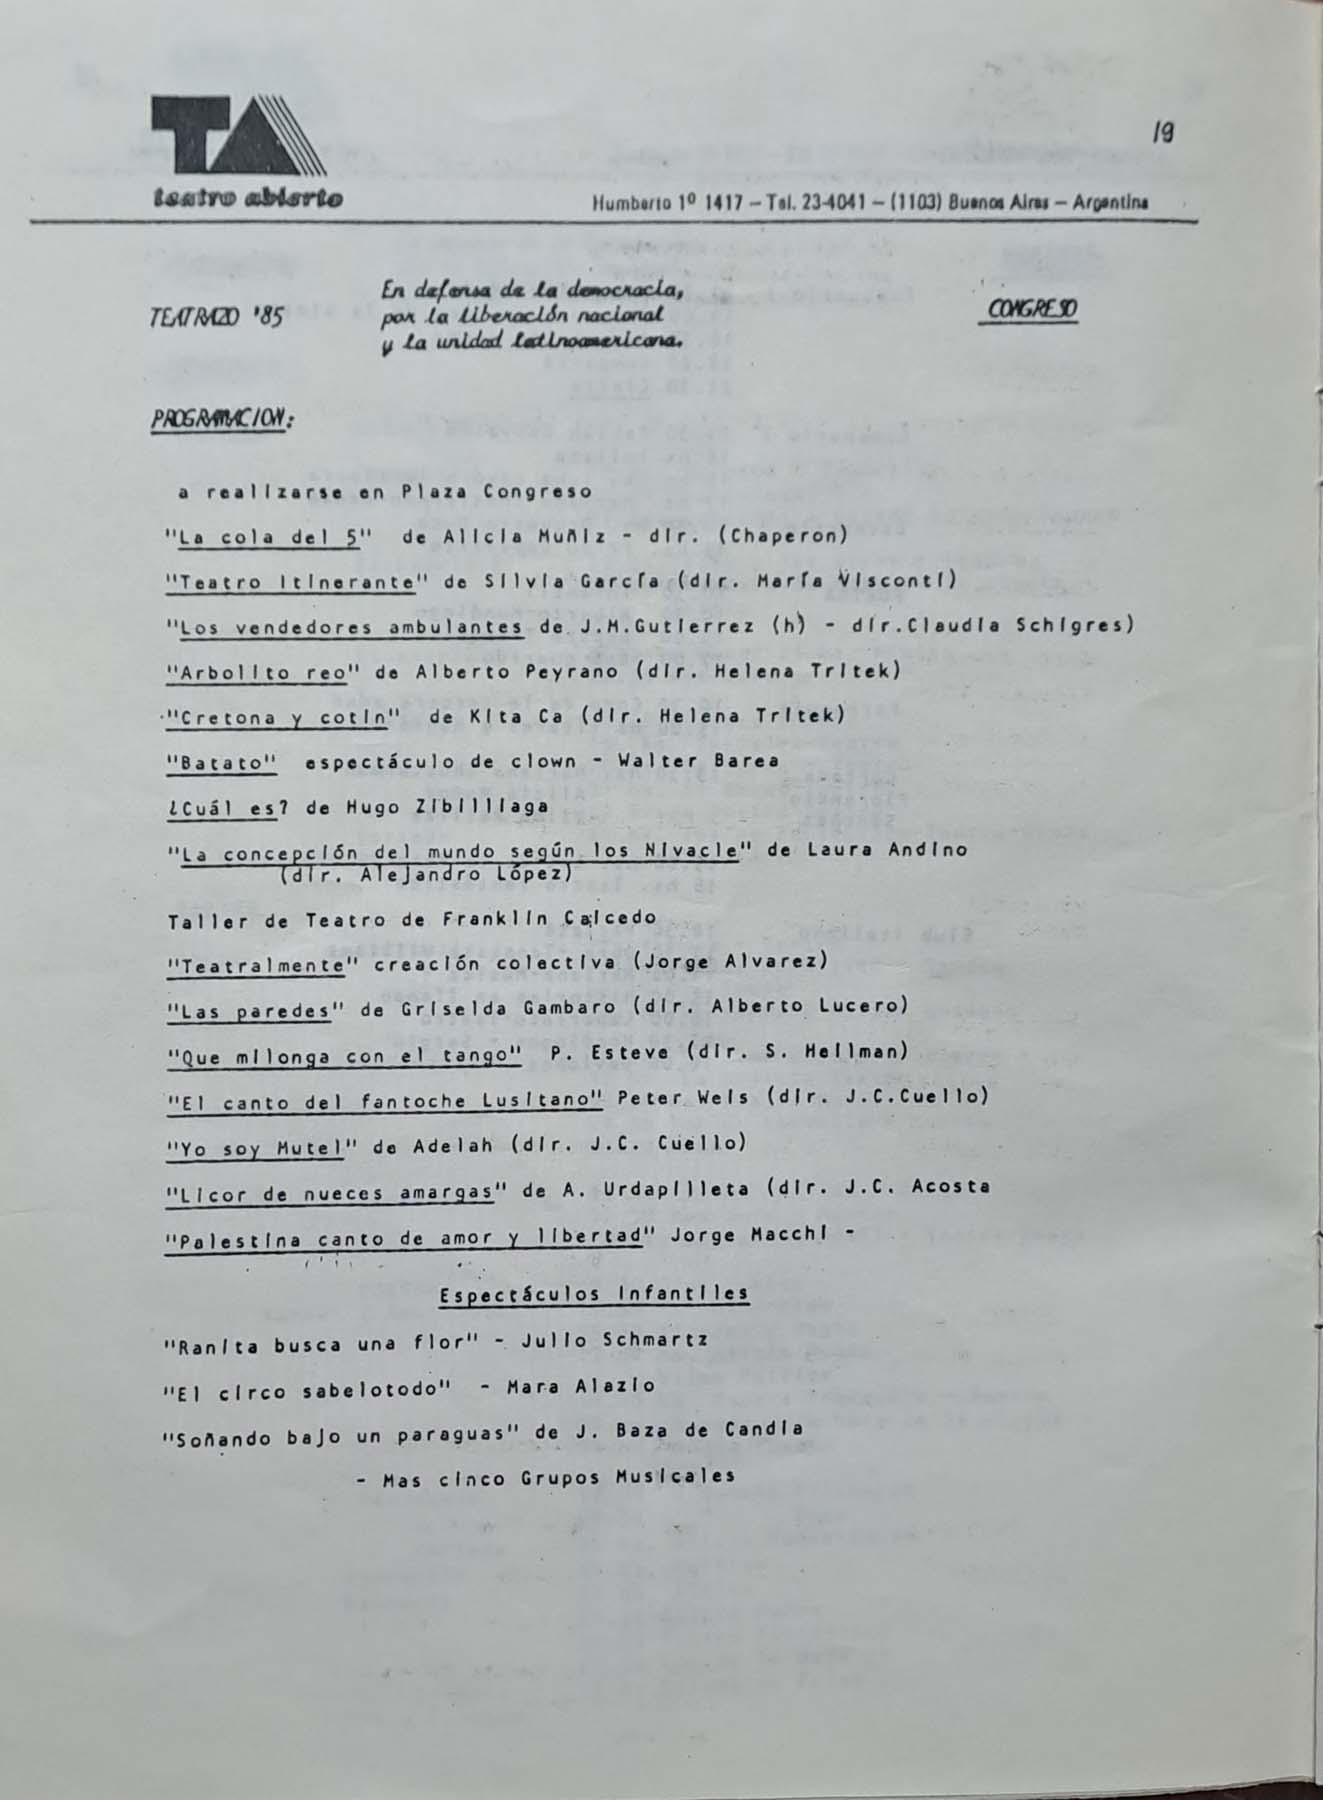 19
TA
teatro abierto
Humberto 1º 1417 – Tel. 23-4041 – (1103) Buenos Aires – Argentina
TEATRAZO '85
En defensa de la democracia,
por la liberación nacional
y la unidad latinoamericana.
CONGRESO
PROGRAMACION:
a realizarse en Plaza Congreso
"La cola del 5" de Alicia Muñiz - dir. (Chaperon)
"Teatro Itinerante" de Silvia García (dir. María Visconti)
"Los vendedores ambulantes de J.M.Gutierrez (h) - dir.Claudia Schigres)
"Arbolito reo" de Alberto Peyrano (dir. Helena Tritek)
"Cretona y cotin" de Kita Ca (dir. Helena Tritek)
"Batato" espectáculo de clown - Walter Barea
¿Cuál es? de Hugo Zibilliaga
"La concepción del mundo según los Nivacle" de Laura Andino
(dir. Alejandro López)
Taller de Teatro de Franklin Caicedo
"Teatralmente" creación colectiva (Jorge Alvarez)
"Las paredes" de Griselda Gambaro (dir. Alberto Lucero)
"Que milonga con el tango" P. Esteve (dir. S. Hellman)
"El canto del fantoche Lusitano" Peter Weis (dir. J.C.Cuello)
"Yo soy Mutel" de Adelah (dir. J.C. Cuello)
"Licor de nueces amargas" de A. Urdapilleta (dir. J.C. Acosta
"Palestina canto de amor y libertad" Jorge Macchi -
Espectáculos Infantiles
"Ranita busca una flor" - Julio Schmartz
"El circo sabelotodo" - Mara Alazio
"Soñando bajo un paraguas" de J. Baza de Candia
- Mas cinco Grupos Musicales